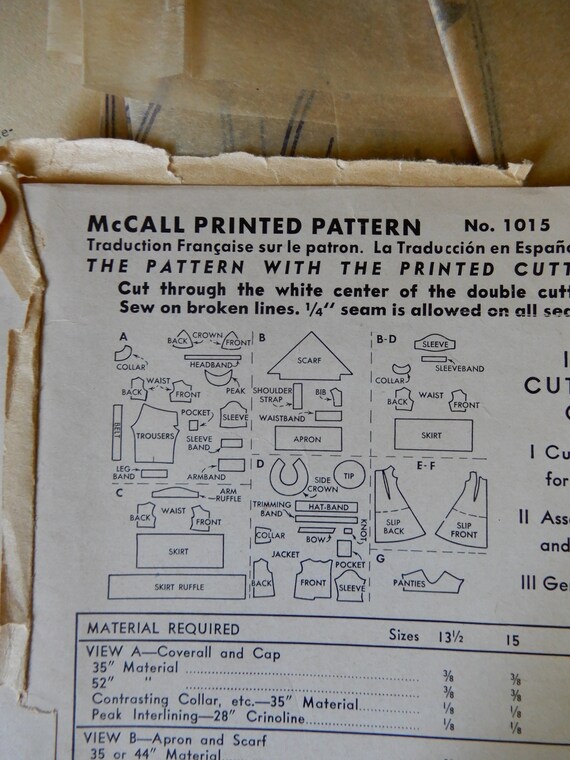 McCALL PRINTED PATTERN No. 1015
Traduction Française sur le patron. La Traducción en Españo
THE PATTERN WITH THE PRINTED CUTT
Cut through the white center of the double cutt
Sew on broken lines. 1/4" seam is allowed on all sea
A
BACK CROWN FRONT
COLLAR
HEADBAND
PEAK
BACK WAIST FRONT
BELT
TROUSERS
POCKET
SLEEVE
SLEEVE BAND
LEG BAND
ARMBAND
B
SCARF
SHOULDER STRAP
BIB
WAISTBAND
APRON
B-D
SLEEVE
SLEEVEBAND
COLLAR
BACK WAIST FRONT
SKIRT
C
ARM RUFFLE
BACK WAIST FRONT
SKIRT
SKIRT RUFFLE
D
SIDE CROWN
TIP
TRIMMING BAND
HAT-BAND
COLLAR
BOW
KNOT
JACKET
POCKET
BACK
FRONT
SLEEVE
E-F
SLIP BACK
SLIP FRONT
G
PANTIES
I
CUT
I Cu
for
II Ass
and
III Ge
MATERIAL REQUIRED Sizes 13½ 15
VIEW A—Coverall and Cap
35" Material ⅜ ⅜
52" " ⅜ ⅜
Contrasting Collar, etc.—35" Material ⅛ ⅛
Peak Interlining—28" Crinoline ⅛ ⅛
VIEW B—Apron and Scarf
35 or 44" Material